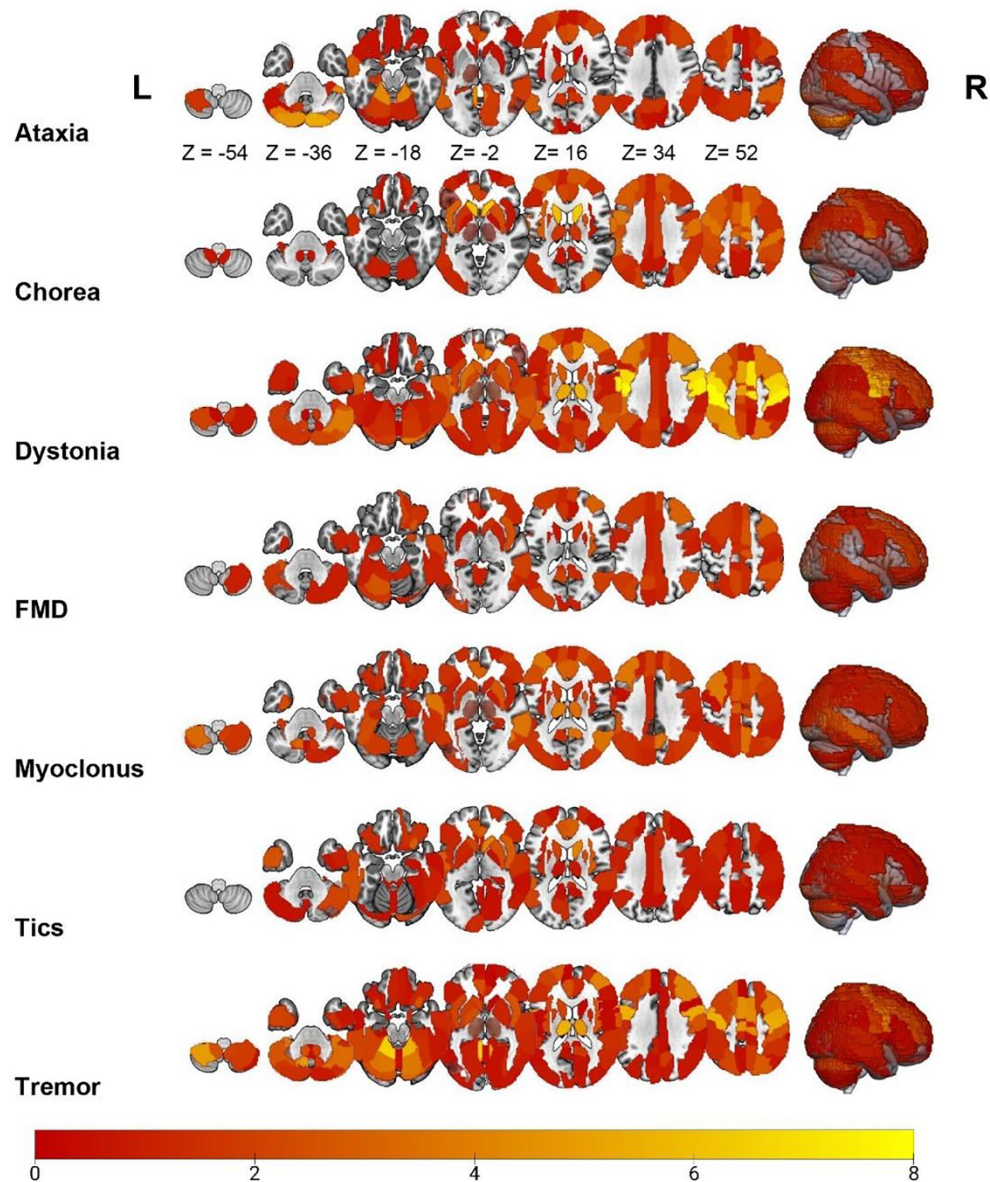 L
R
Ataxia
Z = -54 Z = -36 Z = -18 Z= -2 Z= 16 Z= 34 Z= 52
Chorea
Dystonia
FMD
Myoclonus
Tics
Tremor
0 2 4 6 8